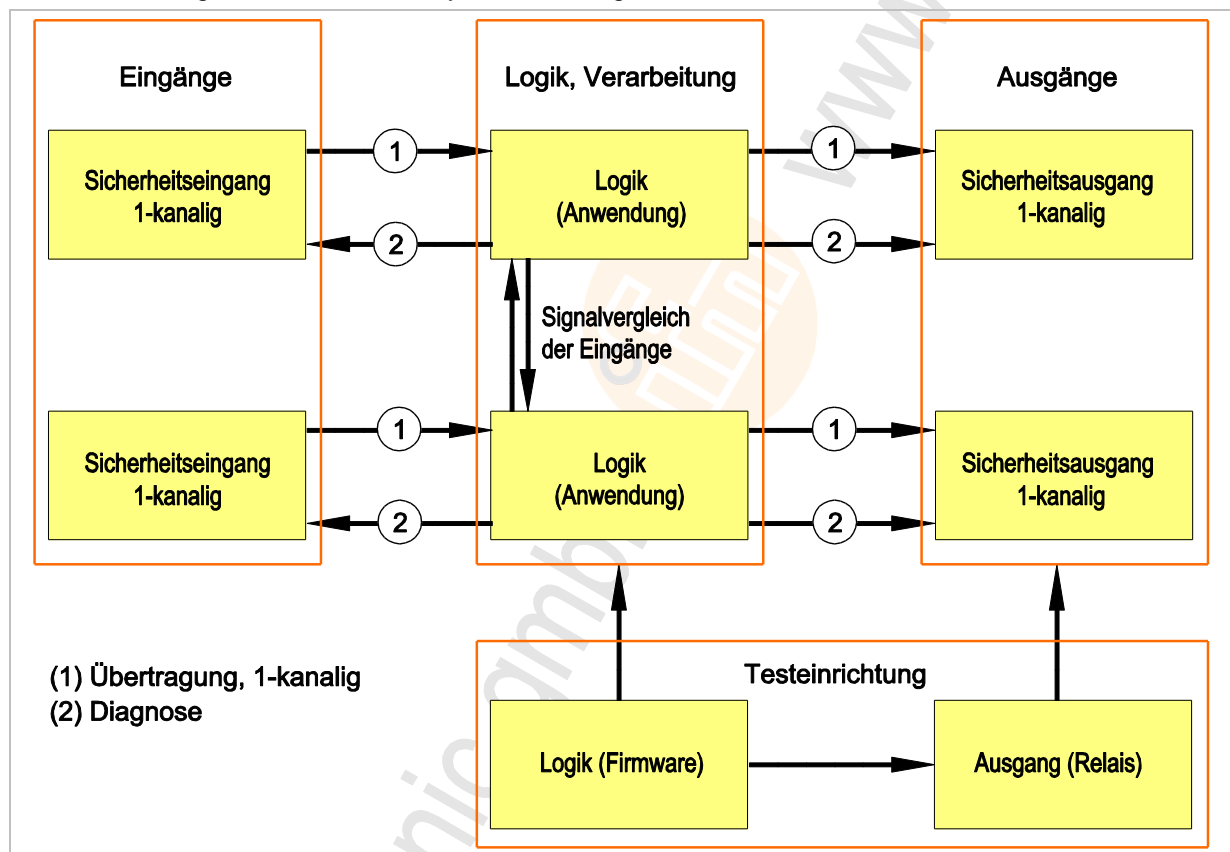 Eingänge
Logik, Verarbeitung
Ausgänge
Sicherheitseingang
1-kanalig
1
2
Logik
(Anwendung)
1
2
Sicherheitsausgang
1-kanalig
Signalvergleich
der Eingänge
Sicherheitseingang
1-kanalig
1
2
Logik
(Anwendung)
1
2
Sicherheitsausgang
1-kanalig
(1) Übertragung, 1-kanalig
(2) Diagnose
Testeinrichtung
Logik (Firmware)
Ausgang (Relais)